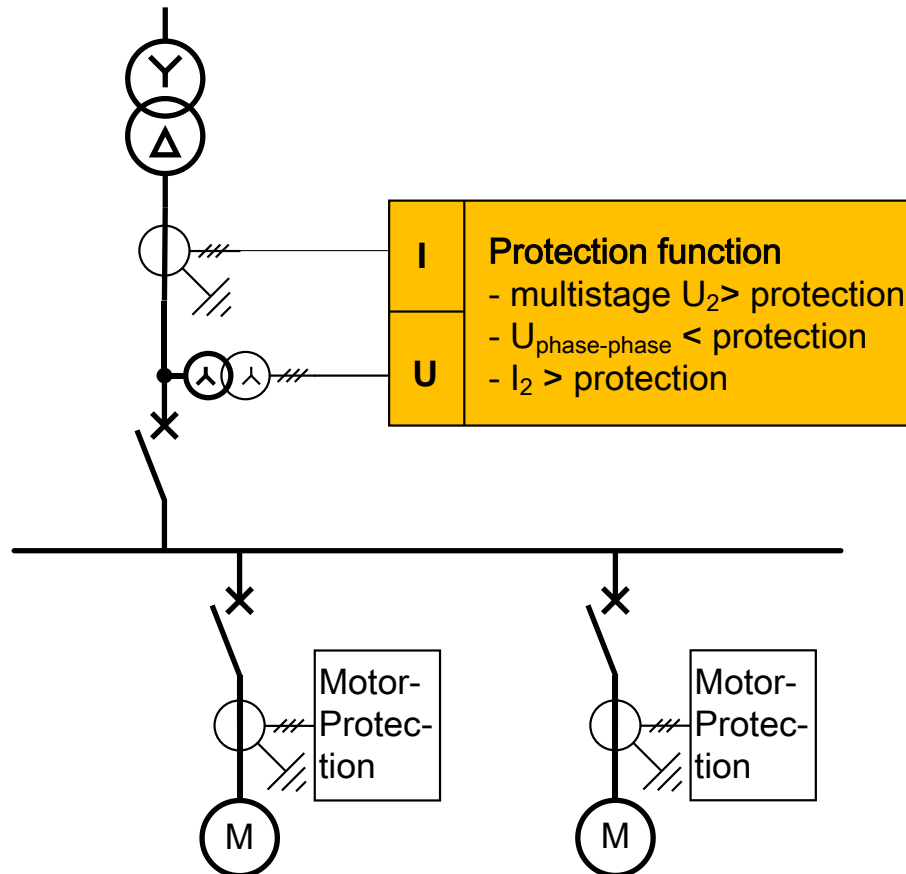 I
U
Protection function
- multistage U₂> protection
- Uphase-phase < protection
- I₂ > protection
Motor-
Protec-
tion
Motor-
Protec-
tion
M
M